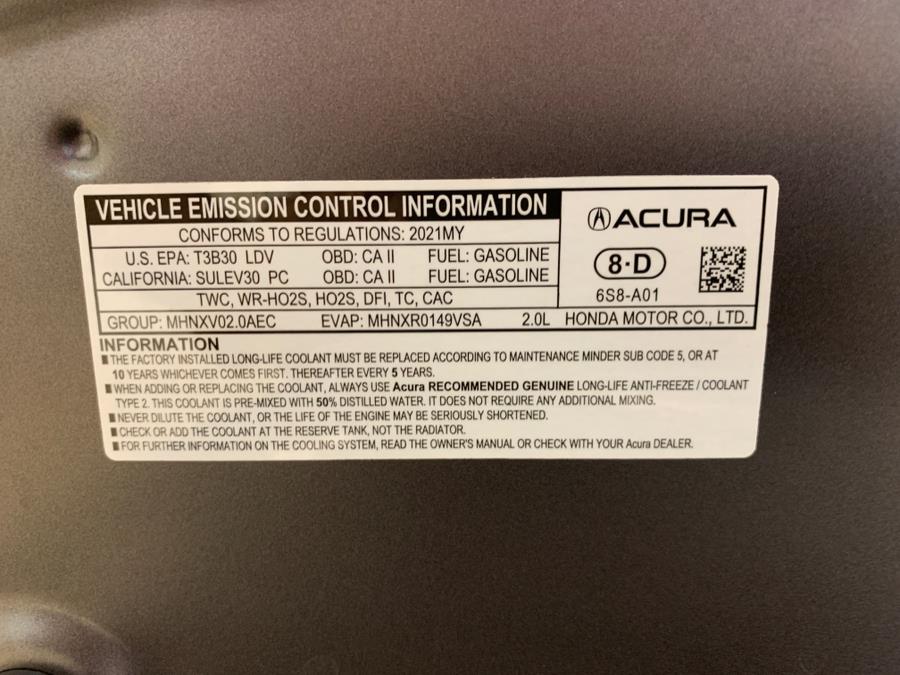 VEHICLE EMISSION CONTROL INFORMATION
CONFORMS TO REGULATIONS: 2021MY
U.S. EPA: T3B30 LDV OBD: CA II FUEL: GASOLINE
CALIFORNIA: SULEV30 PC OBD: CA II FUEL: GASOLINE
TWC, WR-HO2S, HO2S, DFI, TC, CAC
ACURA
8·D
6S8-A01
GROUP: MHNXV02.0AEC EVAP: MHNXR0149VSA 2.0L HONDA MOTOR CO., LTD.
INFORMATION
■ THE FACTORY INSTALLED LONG-LIFE COOLANT MUST BE REPLACED ACCORDING TO MAINTENANCE MINDER SUB CODE 5, OR AT
10 YEARS WHICHEVER COMES FIRST. THEREAFTER EVERY 5 YEARS.
■ WHEN ADDING OR REPLACING THE COOLANT, ALWAYS USE Acura RECOMMENDED GENUINE LONG-LIFE ANTI-FREEZE / COOLANT
TYPE 2. THIS COOLANT IS PRE-MIXED WITH 50% DISTILLED WATER. IT DOES NOT REQUIRE ANY ADDITIONAL MIXING.
■ NEVER DILUTE THE COOLANT, OR THE LIFE OF THE ENGINE MAY BE SERIOUSLY SHORTENED.
■ CHECK OR ADD THE COOLANT AT THE RESERVE TANK, NOT THE RADIATOR.
■ FOR FURTHER INFORMATION ON THE COOLING SYSTEM, READ THE OWNER'S MANUAL OR CHECK WITH YOUR Acura DEALER.